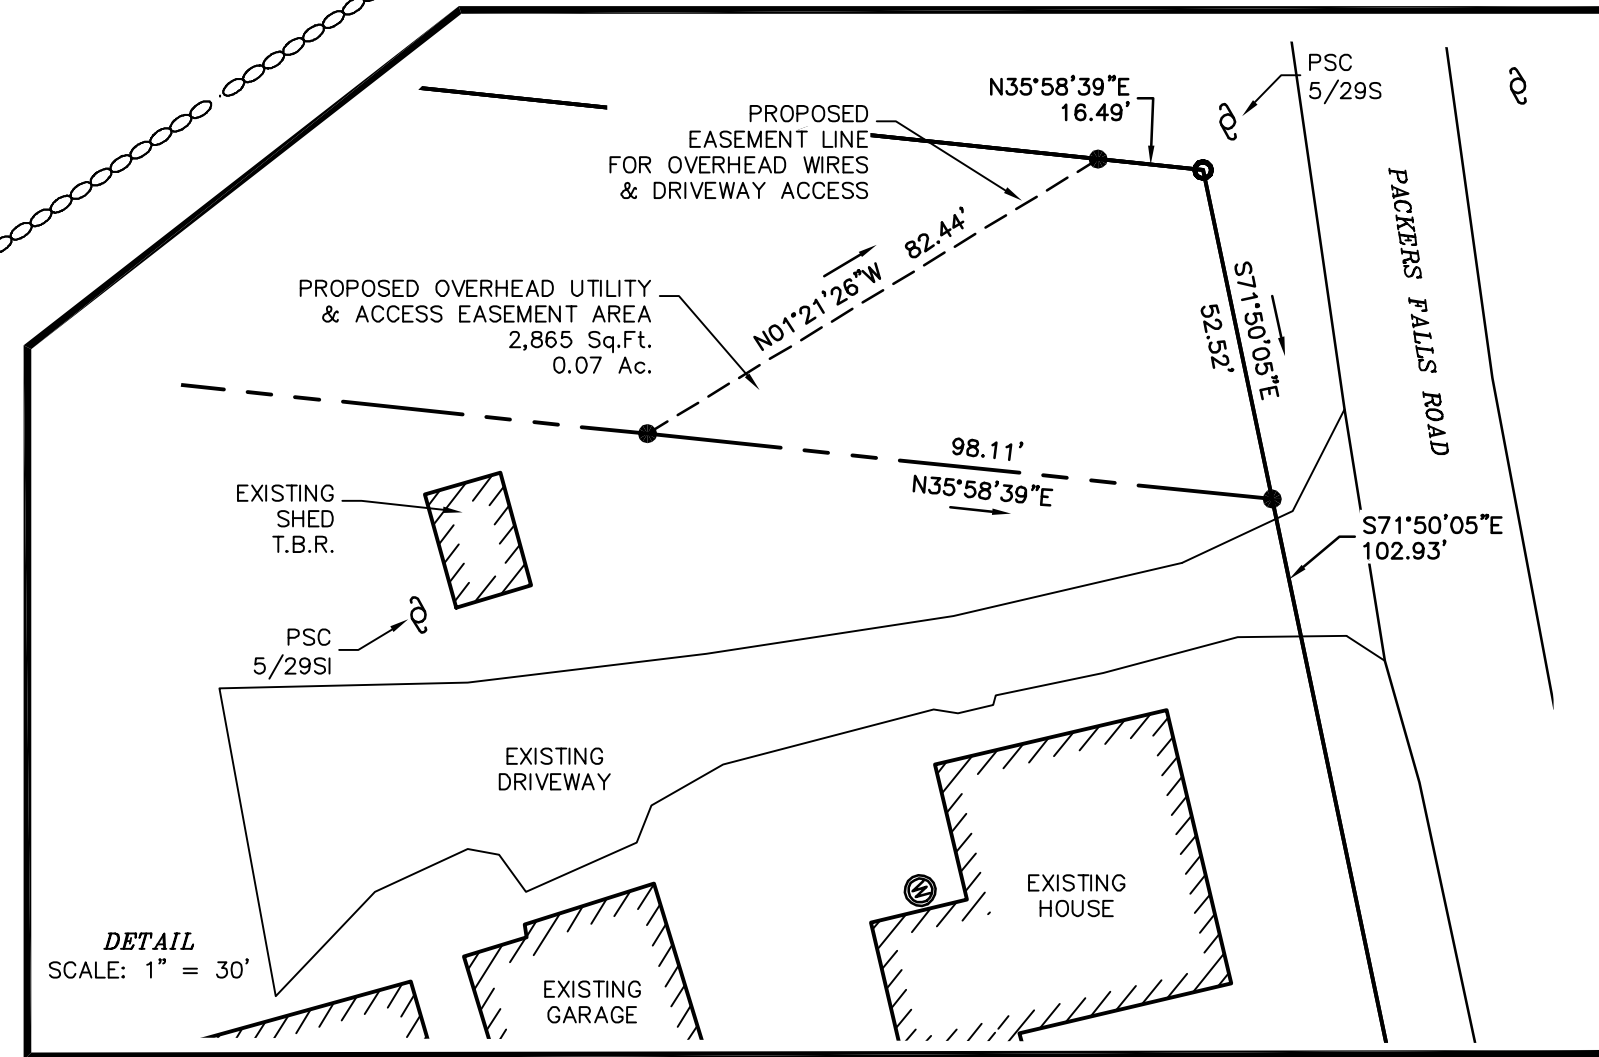 PSC
5/29S
N35°58'39"E
16.49'
PROPOSED
EASEMENT LINE
FOR OVERHEAD WIRES
& DRIVEWAY ACCESS
PACKERS FALLS ROAD
N01°21'26"W 82.44'
S71°50'05"E
52.52'
PROPOSED OVERHEAD UTILITY
& ACCESS EASEMENT AREA
2,865 Sq.Ft.
0.07 Ac.
98.11'
N35°58'39"E
EXISTING
SHED
T.B.R.
S71°50'05"E
102.93'
PSC
5/29SI
EXISTING
DRIVEWAY
W
EXISTING
HOUSE
DETAIL
SCALE: 1" = 30'
EXISTING
GARAGE